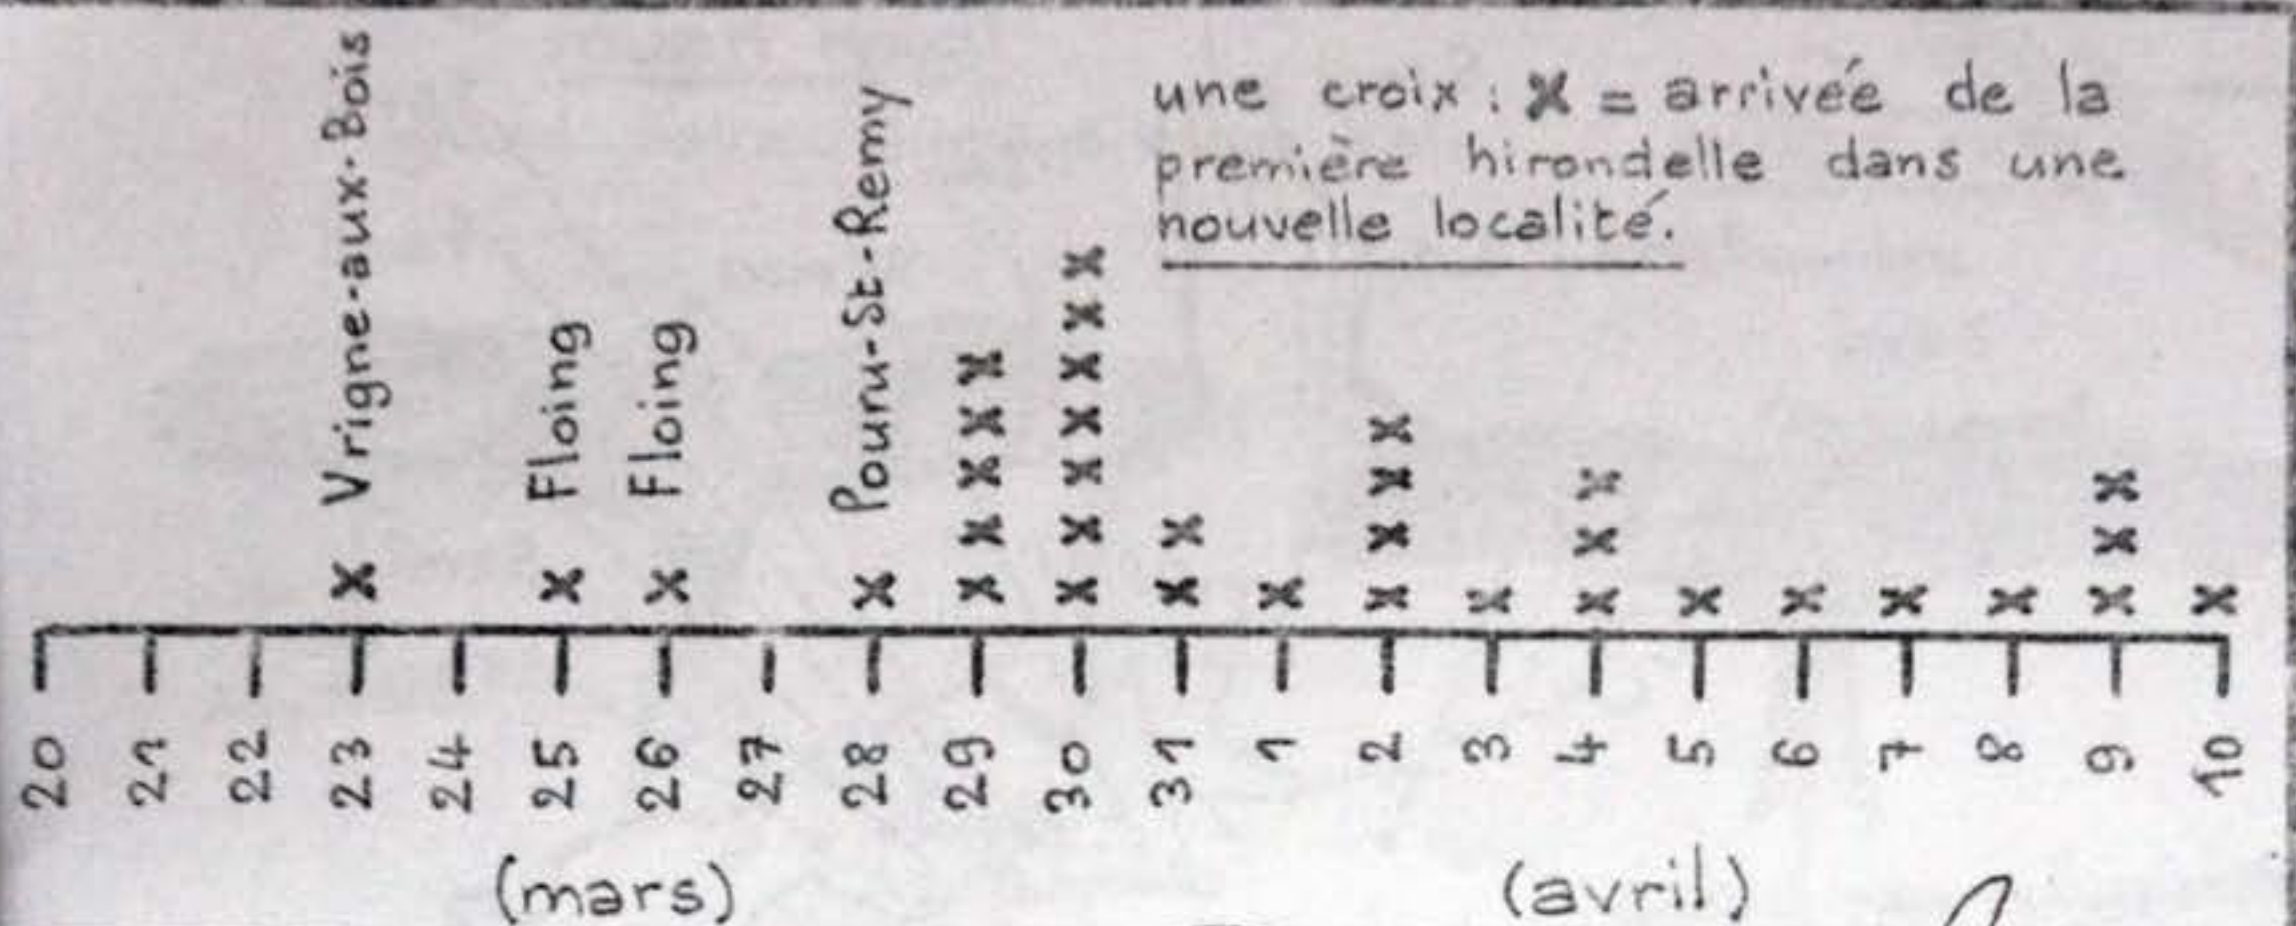 une croix : X = arrivée de la
première hirondelle dans une
nouvelle localité.
Vrigne-aux-Bois
Floing
Floing
Pouru-St-Remy
20 21 22 23 24 25 26 27 28 29 30 31 1 2 3 4 5 6 7 8 9 10
(mars) (avril)